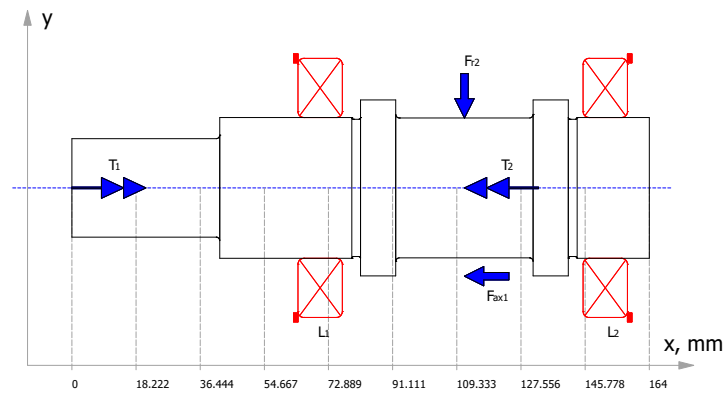 y
Fr2
T1
T2
Fax1
L1
L2
x, mm
0 18.222 36.444 54.667 72.889 91.111 109.333 127.556 145.778 164